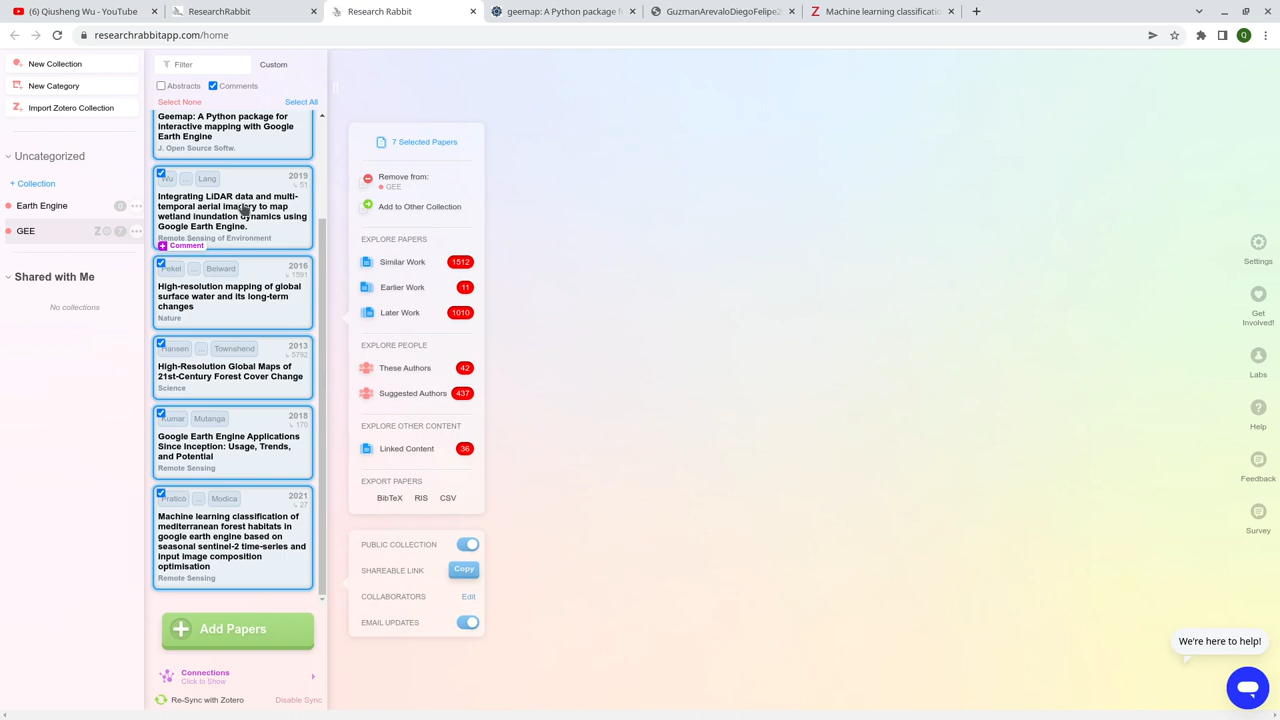 (6) Qiusheng Wu - YouTube
ResearchRabbit
Research Rabbit
geemap: A Python package f
GuzmanArevaloDiegoFelipe2
Machine learning classificatio
researchrabbitapp.com/home
Q
New Collection
New Category
Import Zotero Collection
Uncategorized
+ Collection
Earth Engine
0
GEE
7
Shared with Me
No collections
Filter
Custom
Abstracts
Comments
Select None
Select All
Geemap: A Python package for
interactive mapping with Google
Earth Engine
J. Open Source Softw.
Wu ... Lang
2019
51
Integrating LiDAR data and multi-
temporal aerial imagery to map
wetland inundation dynamics using
Google Earth Engine.
Remote Sensing of Environment
Comment
Pekel ... Belward
2016
1591
High-resolution mapping of global
surface water and its long-term
changes
Nature
Hansen ... Townshend
2013
5792
High-Resolution Global Maps of
21st-Century Forest Cover Change
Science
Kumar Mutanga
2018
170
Google Earth Engine Applications
Since Inception: Usage, Trends,
and Potential
Remote Sensing
Praticò ... Modica
2021
27
Machine learning classification of
mediterranean forest habitats in
google earth engine based on
seasonal sentinel-2 time-series and
input image composition
optimisation
Remote Sensing
Add Papers
Connections
Click to Show
Re-Sync with Zotero
Disable Sync
7 Selected Papers
Remove from:
GEE
Add to Other Collection
EXPLORE PAPERS
Similar Work 1512
Earlier Work 11
Later Work 1010
EXPLORE PEOPLE
These Authors 42
Suggested Authors 437
EXPLORE OTHER CONTENT
Linked Content 36
EXPORT PAPERS
BibTeX RIS CSV
PUBLIC COLLECTION
SHAREABLE LINK Copy
COLLABORATORS Edit
EMAIL UPDATES
Settings
Get
Involved!
Labs
Help
Feedback
Survey
We're here to help!